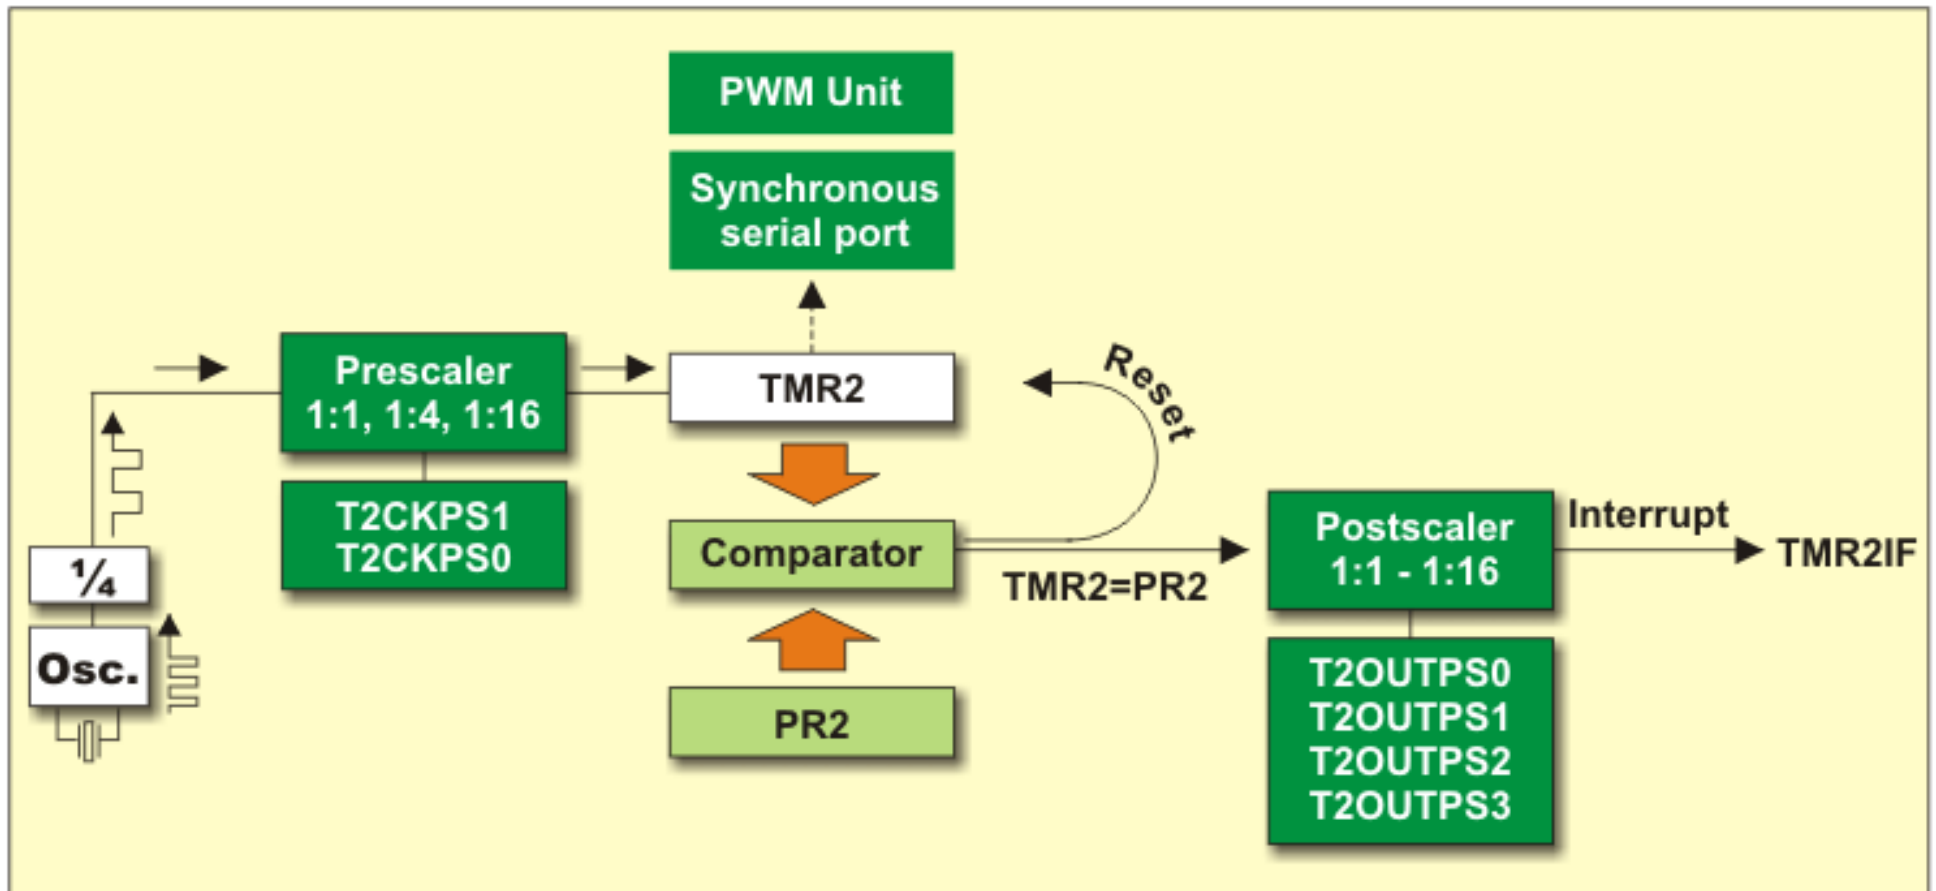 PWM Unit
Synchronous
serial port
Prescaler
1:1, 1:4, 1:16
TMR2
Reset
T2CKPS1
T2CKPS0
Comparator
TMR2=PR2
Postscaler
1:1 - 1:16
Interrupt
TMR2IF
¼
Osc.
PR2
T2OUTPS0
T2OUTPS1
T2OUTPS2
T2OUTPS3